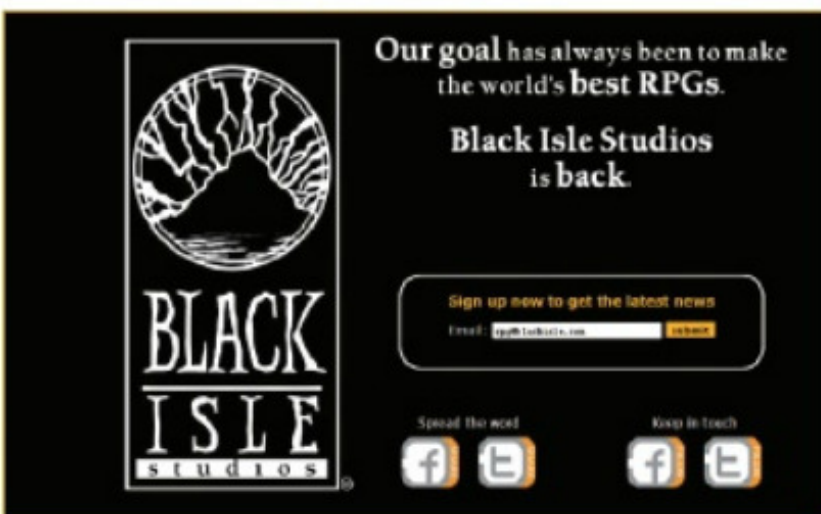 Our goal has always been to make
the world's best RPGs.
Black Isle Studios
is back.
BLACK
ISLE
studios
®
Sign up now to get the latest news
Email: submit
Spread the word
Keep in touch
f t
f t